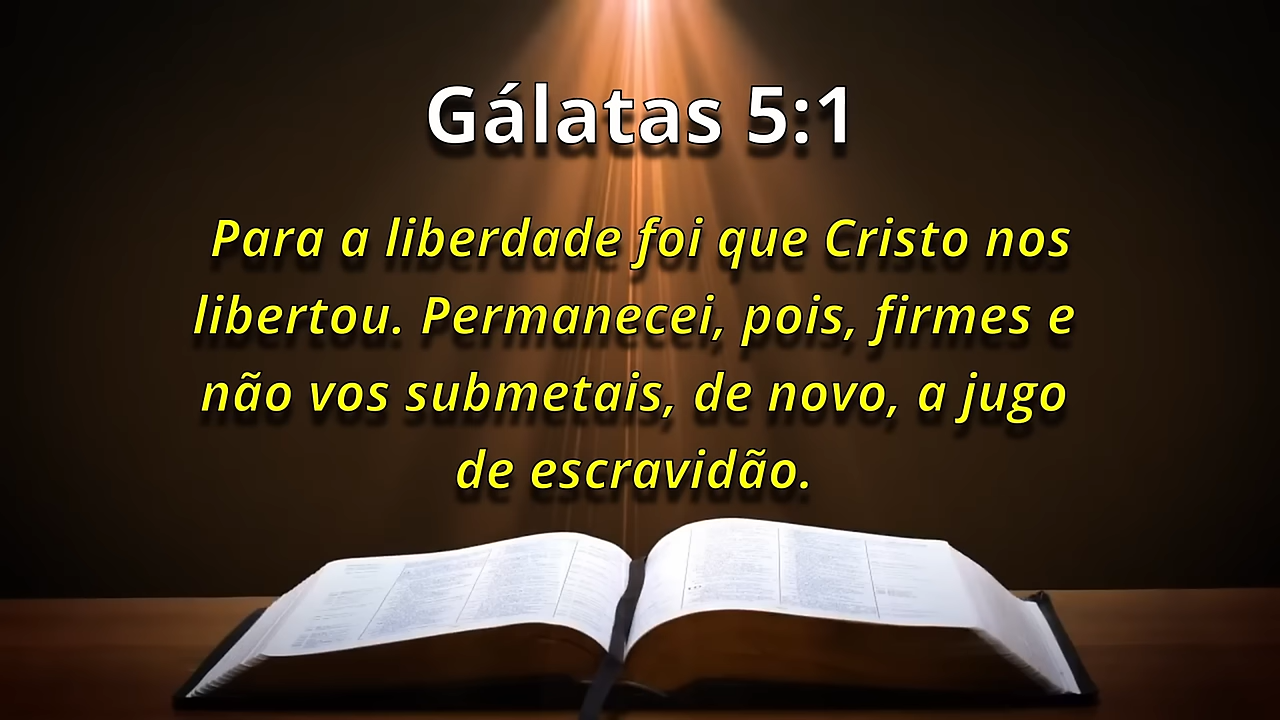 Gálatas 5:1
Para a liberdade foi que Cristo nos
libertou. Permanecei, pois, firmes e
não vos submetais, de novo, a jugo
de escravidão.